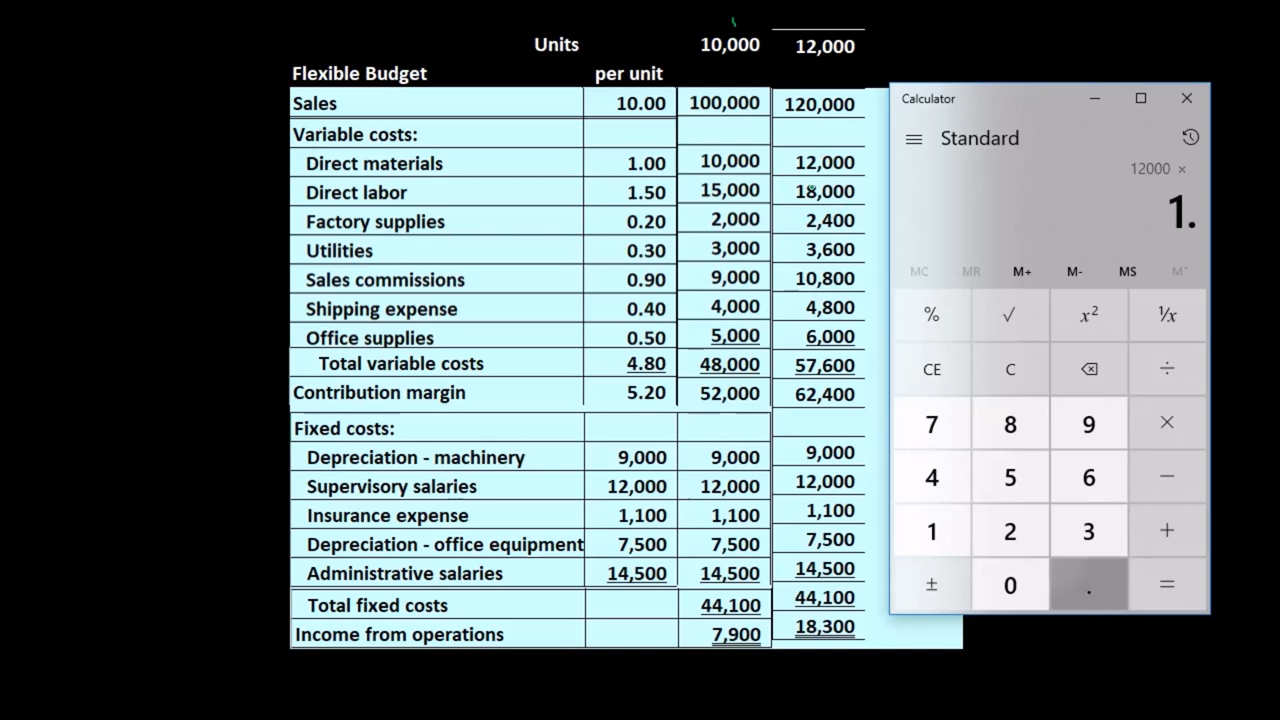 Units 10,000 12,000
Flexible Budget per unit
Sales 10.00 100,000 120,000
Variable costs:
Direct materials 1.00 10,000 12,000
Direct labor 1.50 15,000 18,000
Factory supplies 0.20 2,000 2,400
Utilities 0.30 3,000 3,600
Sales commissions 0.90 9,000 10,800
Shipping expense 0.40 4,000 4,800
Office supplies 0.50 5,000 6,000
Total variable costs 4.80 48,000 57,600
Contribution margin 5.20 52,000 62,400
Fixed costs:
Depreciation - machinery 9,000 9,000 9,000
Supervisory salaries 12,000 12,000 12,000
Insurance expense 1,100 1,100 1,100
Depreciation - office equipment 7,500 7,500 7,500
Administrative salaries 14,500 14,500 14,500
Total fixed costs 44,100 44,100
Income from operations 7,900 18,300
Calculator
Standard
12000 ×
1.
MC MR M+ M- MS M˅
% √ x² ¹/x
CE C ÷
7 8 9 ×
4 5 6 −
1 2 3 +
± 0 . =